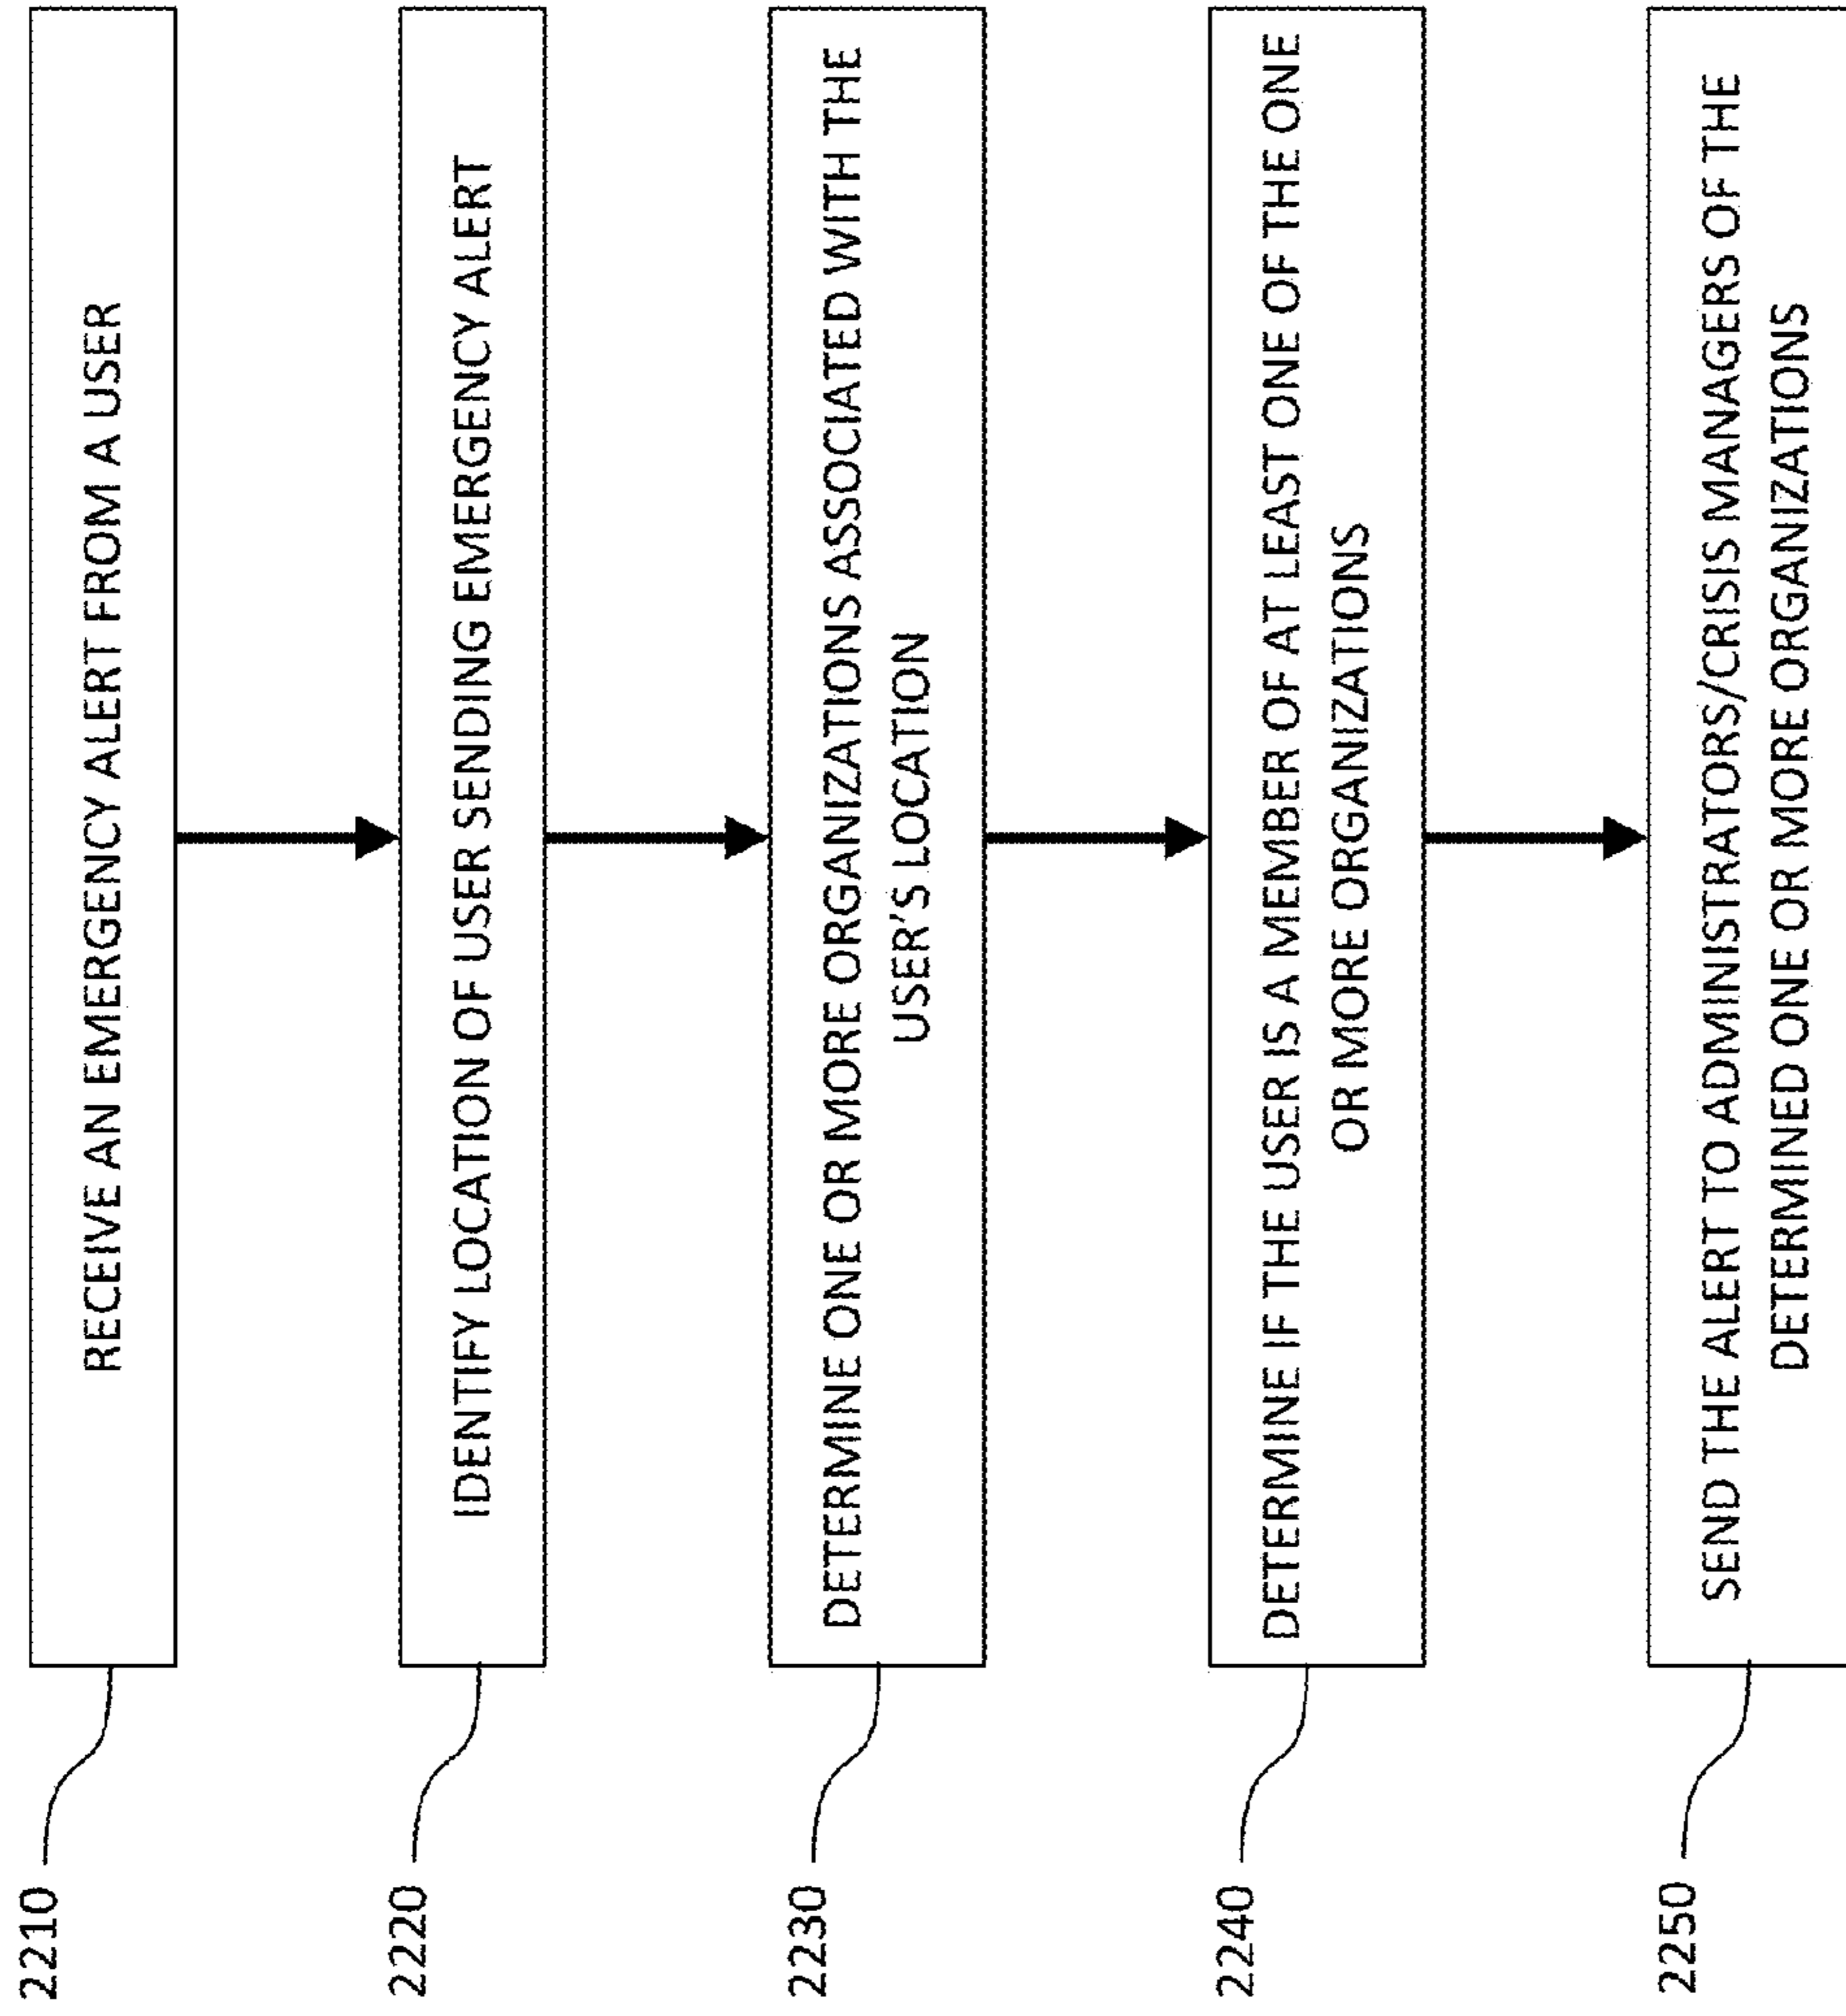 2210
RECEIVE AN EMERGENCY ALERT FROM A USER
2220
IDENTIFY LOCATION OF USER SENDING EMERGENCY ALERT
2230
DETERMINE ONE OR MORE ORGANIZATIONS ASSOCIATED WITH THE
USER'S LOCATION
2240
DETERMINE IF THE USER IS A MEMBER OF AT LEAST ONE OF THE ONE
OR MORE ORGANIZATIONS
2250
SEND THE ALERT TO ADMINISTRATORS/CRISIS MANAGERS OF THE
DETERMINED ONE OR MORE ORGANIZATIONS